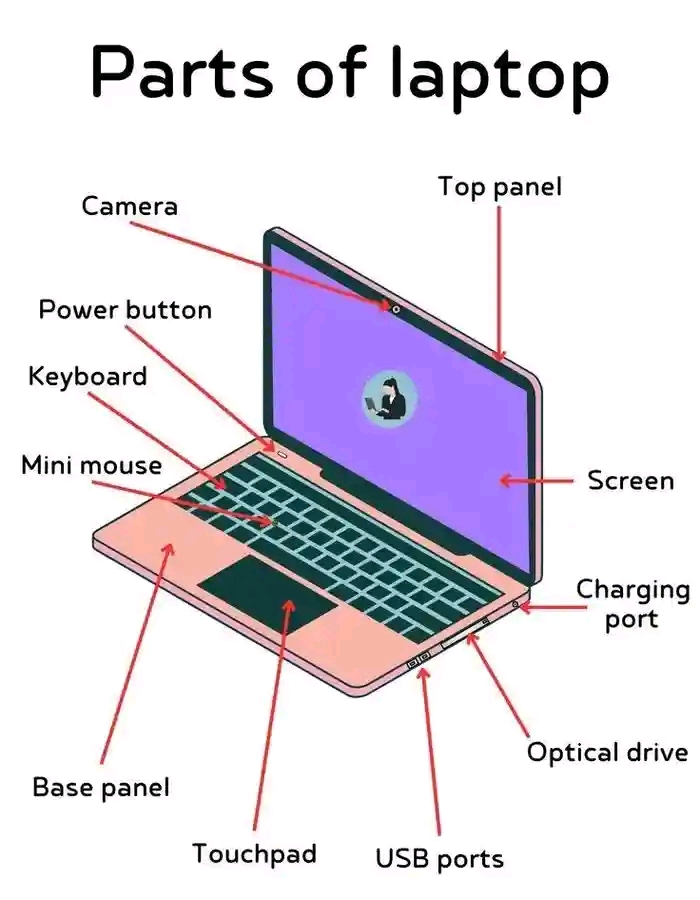 Parts of laptop
Top panel
Camera
Power button
Keyboard
Mini mouse
Screen
Charging
port
Optical drive
Base panel
Touchpad
USB ports